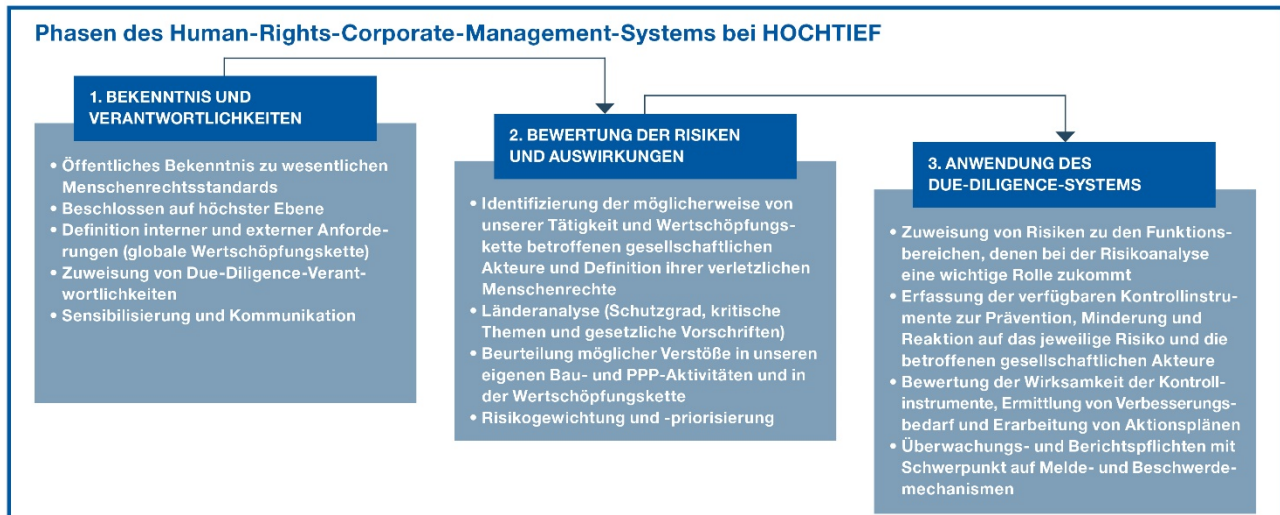 Phasen des Human-Rights-Corporate-Management-Systems bei HOCHTIEF
1. BEKENNTNIS UND
VERANTWORTLICHKEITEN
• Öffentliches Bekenntnis zu wesentlichen
Menschenrechtsstandards
• Beschlossen auf höchster Ebene
• Definition interner und externer Anforde-
rungen (globale Wertschöpfungskette)
• Zuweisung von Due-Diligence-Verant-
wortlichkeiten
• Sensibilisierung und Kommunikation
2. BEWERTUNG DER RISIKEN
UND AUSWIRKUNGEN
• Identifizierung der möglicherweise von
unserer Tätigkeit und Wertschöpfungs-
kette betroffenen gesellschaftlichen
Akteure und Definition ihrer verletzlichen
Menschenrechte
• Länderanalyse (Schutzgrad, kritische
Themen und gesetzliche Vorschriften)
• Beurteilung möglicher Verstöße in unseren
eigenen Bau- und PPP-Aktivitäten und in
der Wertschöpfungskette
• Risikogewichtung und -priorisierung
3. ANWENDUNG DES
DUE-DILIGENCE-SYSTEMS
• Zuweisung von Risiken zu den Funktions-
bereichen, denen bei der Risikoanalyse
eine wichtige Rolle zukommt
• Erfassung der verfügbaren Kontrollinstru-
mente zur Prävention, Minderung und
Reaktion auf das jeweilige Risiko und die
betroffenen gesellschaftlichen Akteure
• Bewertung der Wirksamkeit der Kontroll-
instrumente, Ermittlung von Verbesserungs-
bedarf und Erarbeitung von Aktionsplänen
• Überwachungs- und Berichtspflichten mit
Schwerpunkt auf Melde- und Beschwerde-
mechanismen